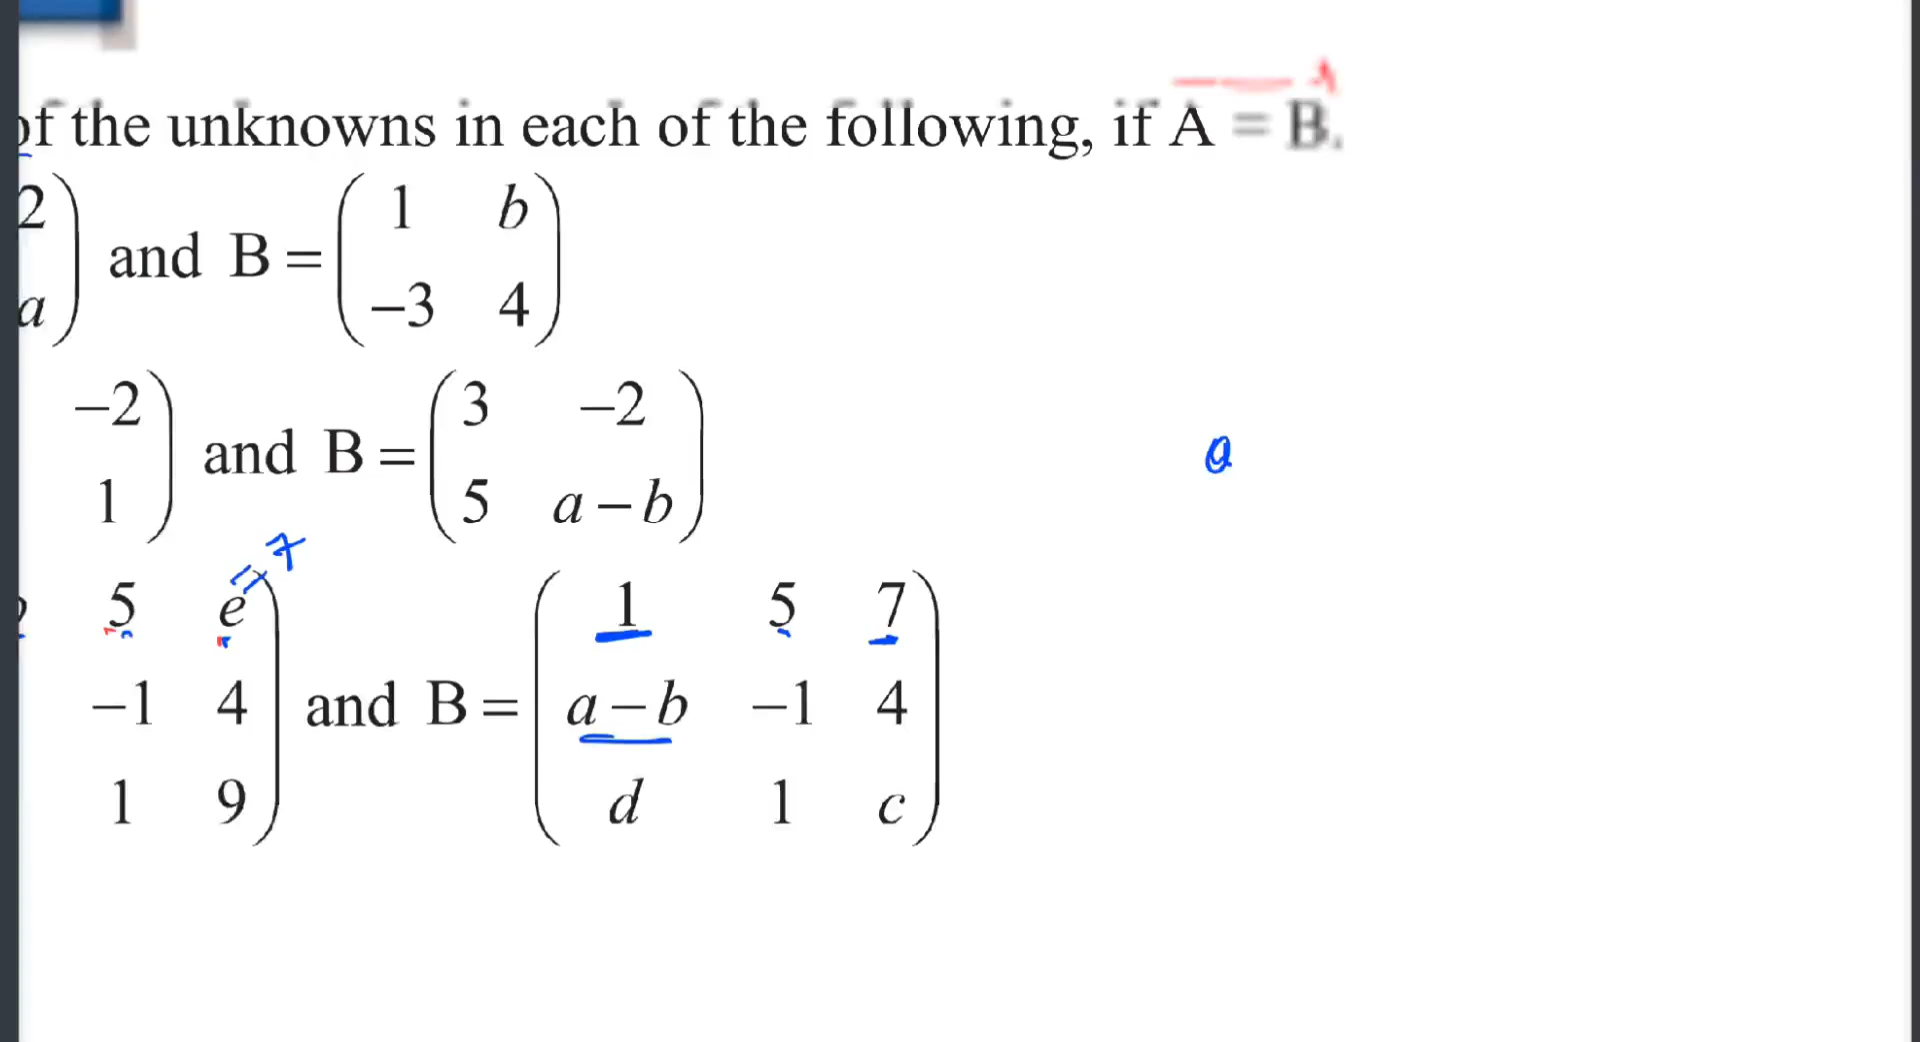 of the unknowns in each of the following, if A = B.
2) and B = ( 1 b
a) -3 4 )
-2) and B = ( 3 -2
1) 5 a – b )
= 7
5 e) and B = ( 1 5 7
-1 4 a – b -1 4
1 9) d 1 c )
a